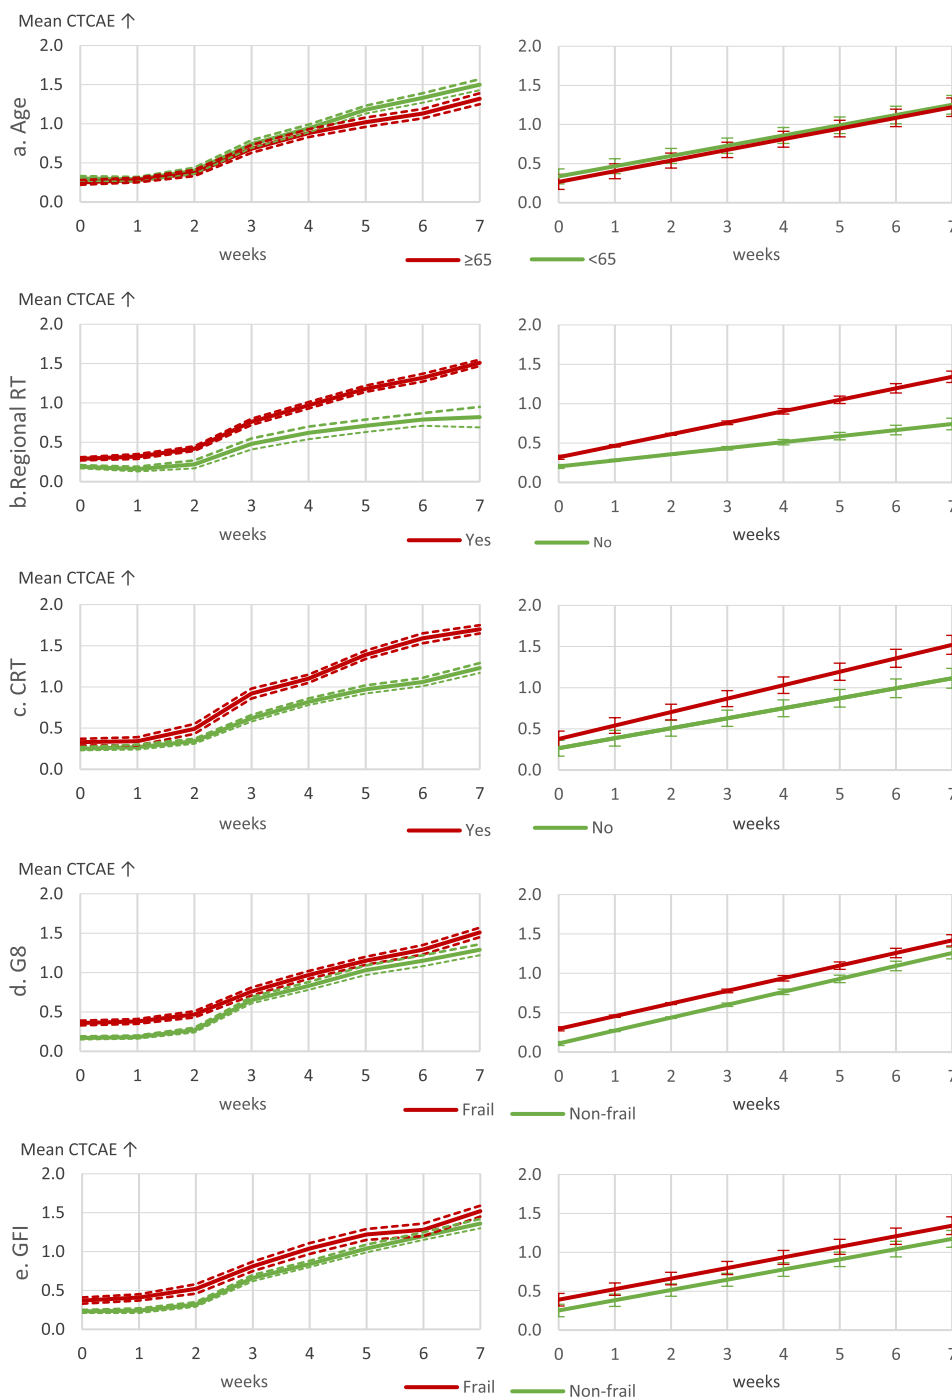 Mean CTCAE ↑
a. Age
2.0 2.0
1.5 1.5
1.0 1.0
0.5 0.5
0.0 0.0
0 1 2 3 4 5 6 7 0 1 2 3 4 5 6 7
weeks weeks
≥65 <65
Mean CTCAE ↑
b.Regional RT
2.0 2.0
1.5 1.5
1.0 1.0
0.5 0.5
0.0 0.0
0 1 2 3 4 5 6 7 0 1 2 3 4 5 6 7
weeks weeks
Yes No
Mean CTCAE ↑
c. CRT
2.0 2.0
1.5 1.5
1.0 1.0
0.5 0.5
0.0 0.0
0 1 2 3 4 5 6 7 0 1 2 3 4 5 6 7
weeks weeks
Yes No
Mean CTCAE ↑
d. G8
2.0 2.0
1.5 1.5
1.0 1.0
0.5 0.5
0.0 0.0
0 1 2 3 4 5 6 7 0 1 2 3 4 5 6 7
weeks weeks
Frail Non-frail
Mean CTCAE ↑
e. GFI
2.0 2.0
1.5 1.5
1.0 1.0
0.5 0.5
0.0 0.0
0 1 2 3 4 5 6 7 0 1 2 3 4 5 6 7
weeks weeks
Frail Non-frail